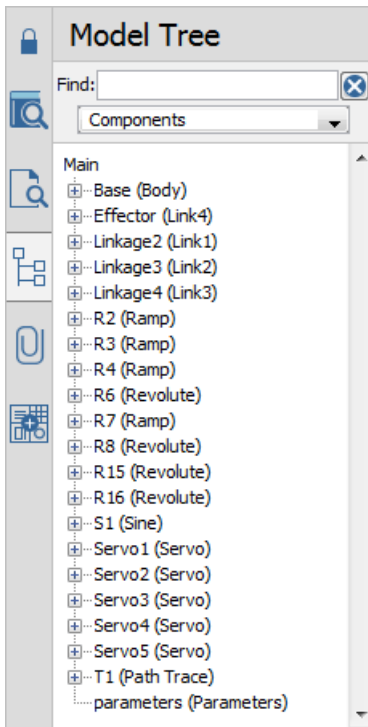 Model Tree
Find:
Components
Main
Base (Body)
Effector (Link4)
Linkage2 (Link1)
Linkage3 (Link2)
Linkage4 (Link3)
R2 (Ramp)
R3 (Ramp)
R4 (Ramp)
R6 (Revolute)
R7 (Ramp)
R8 (Revolute)
R15 (Revolute)
R16 (Revolute)
S1 (Sine)
Servo1 (Servo)
Servo2 (Servo)
Servo3 (Servo)
Servo4 (Servo)
Servo5 (Servo)
T1 (Path Trace)
parameters (Parameters)